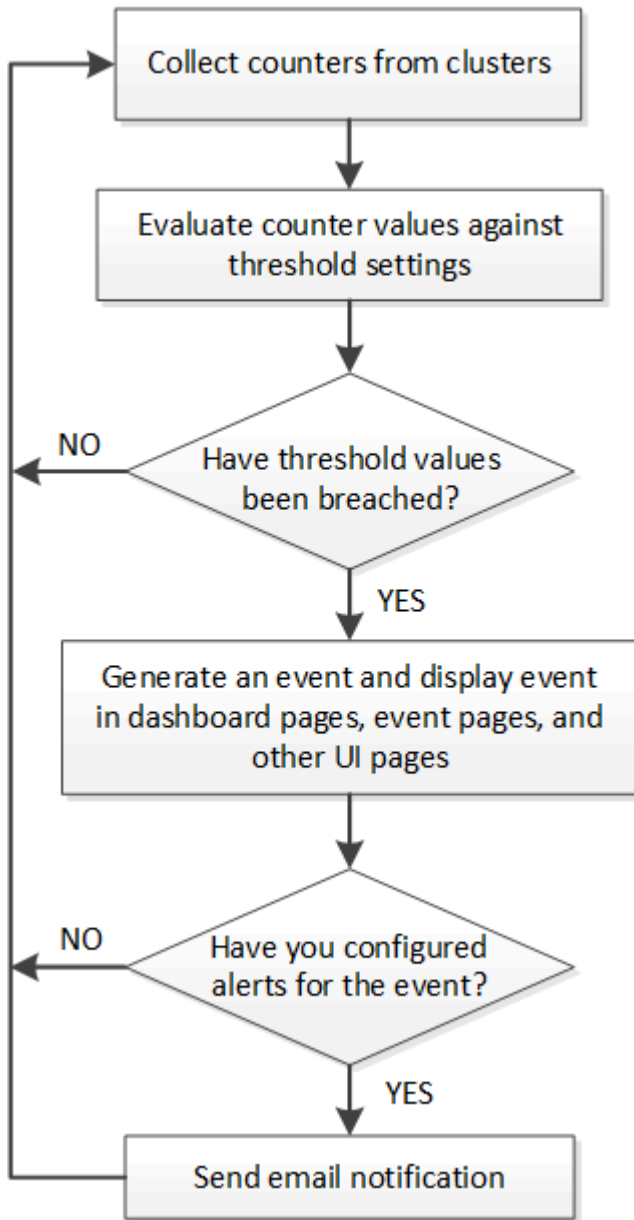 Collect counters from clusters
Evaluate counter values against
threshold settings
NO
Have threshold values
been breached?
YES
Generate an event and display event
in dashboard pages, event pages, and
other UI pages
NO
Have you configured
alerts for the event?
YES
Send email notification